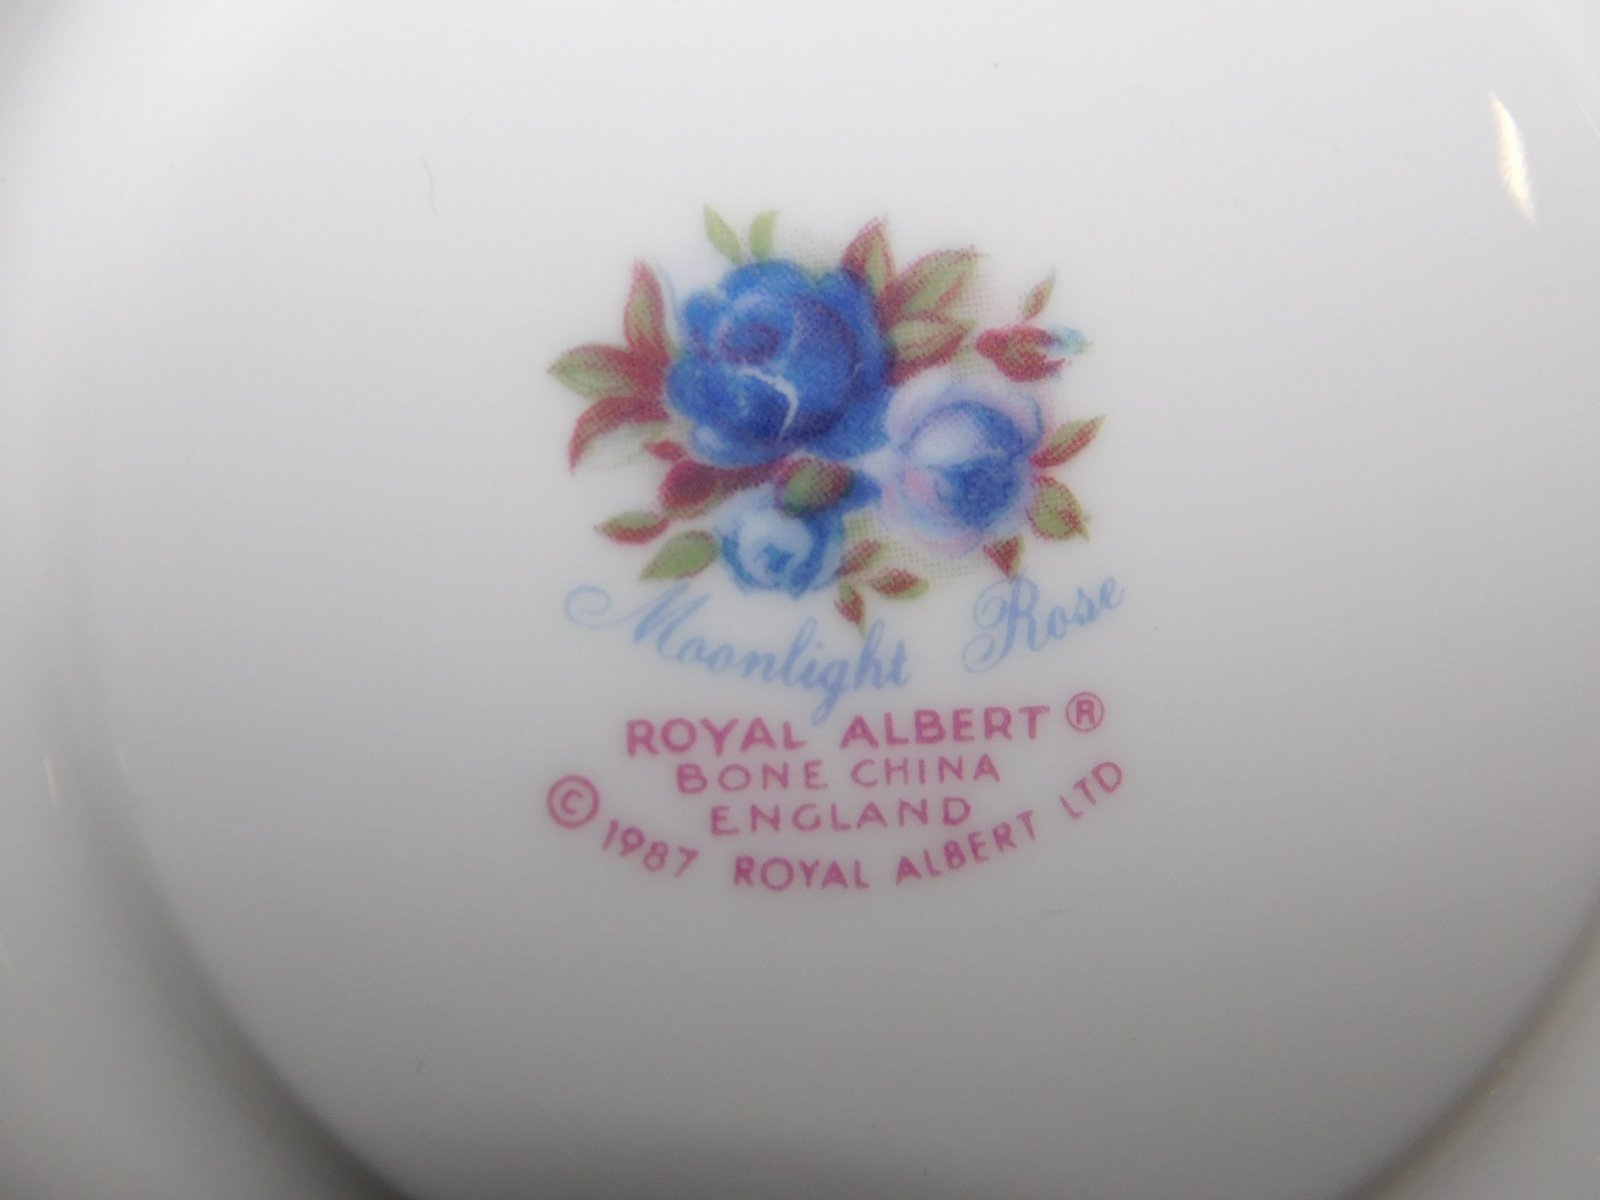 Moonlight Rose
ROYAL ALBERT ®
BONE CHINA
ENGLAND
© 1987 ROYAL ALBERT LTD